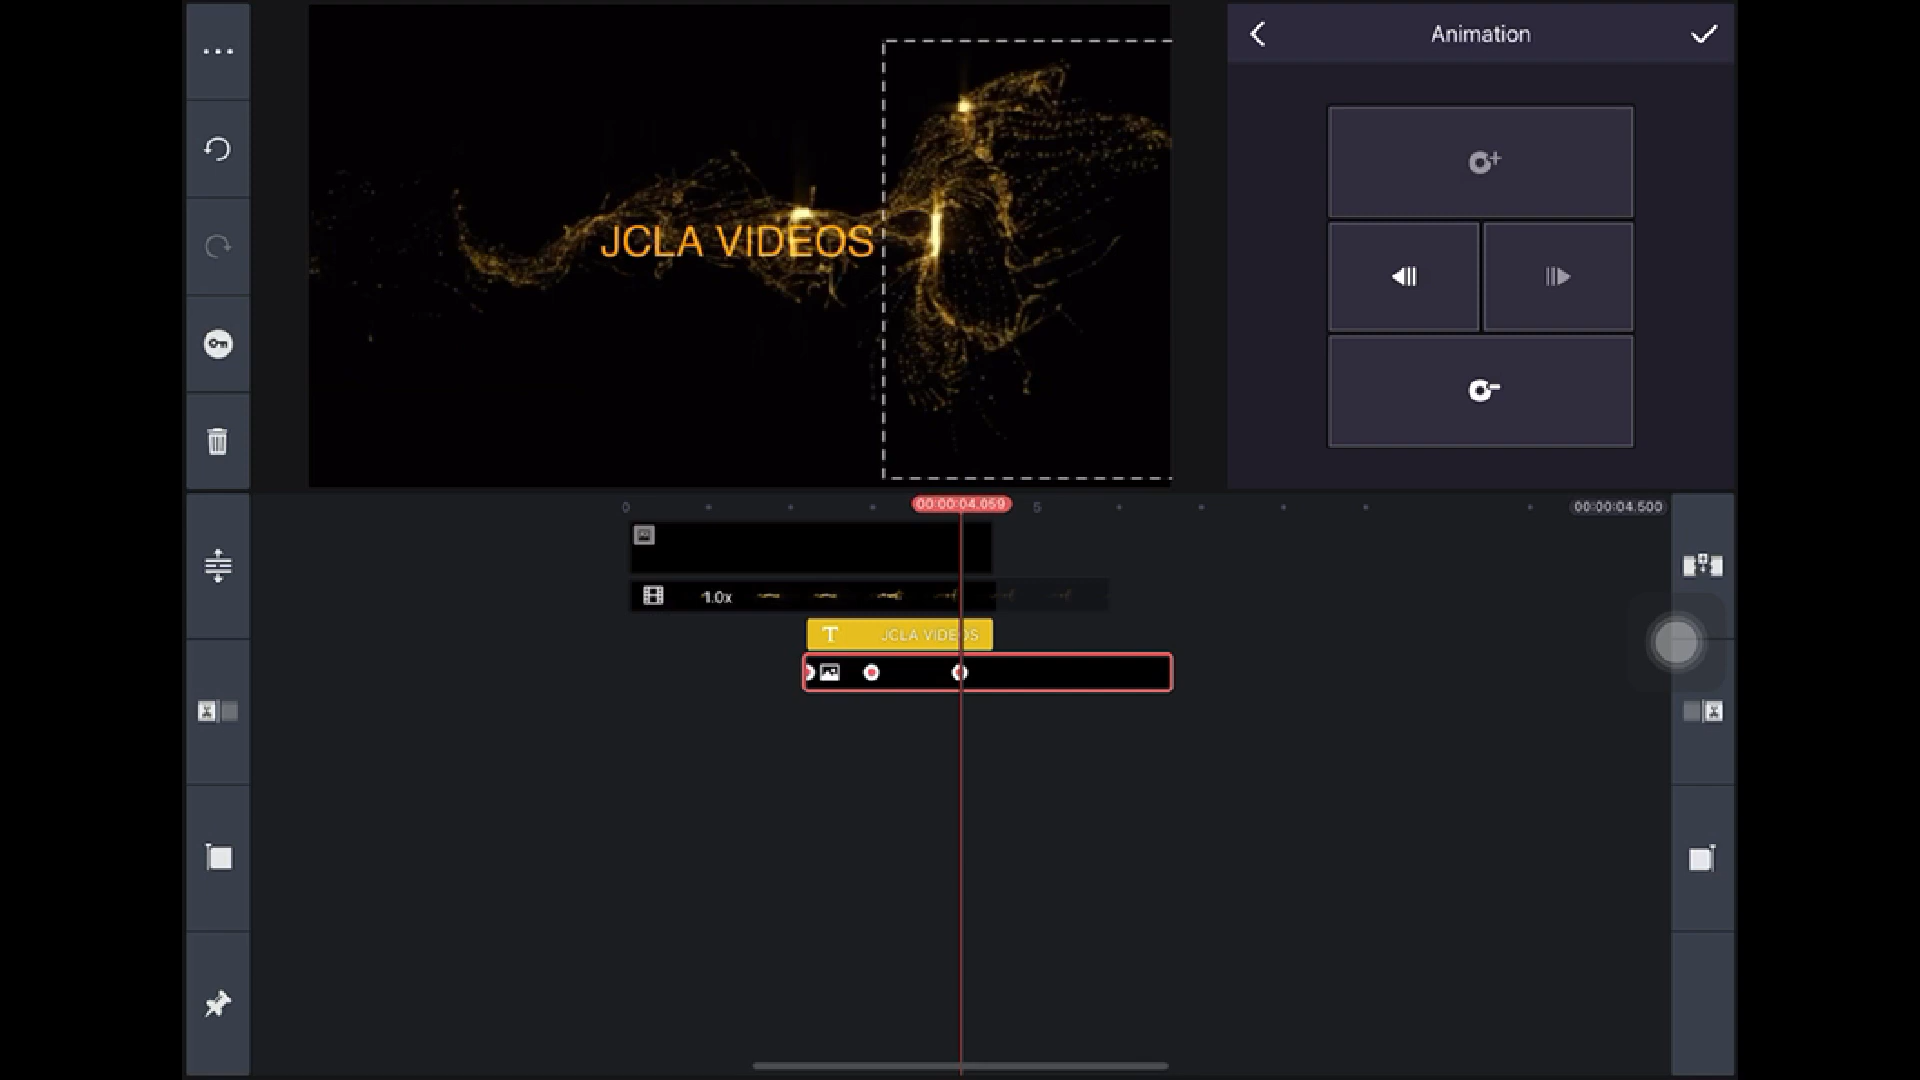 Animation
JCLA VIDEOS
0
00:00:04.059
5
00:00:04.500
1.0x
T
JCLA VIDEOS